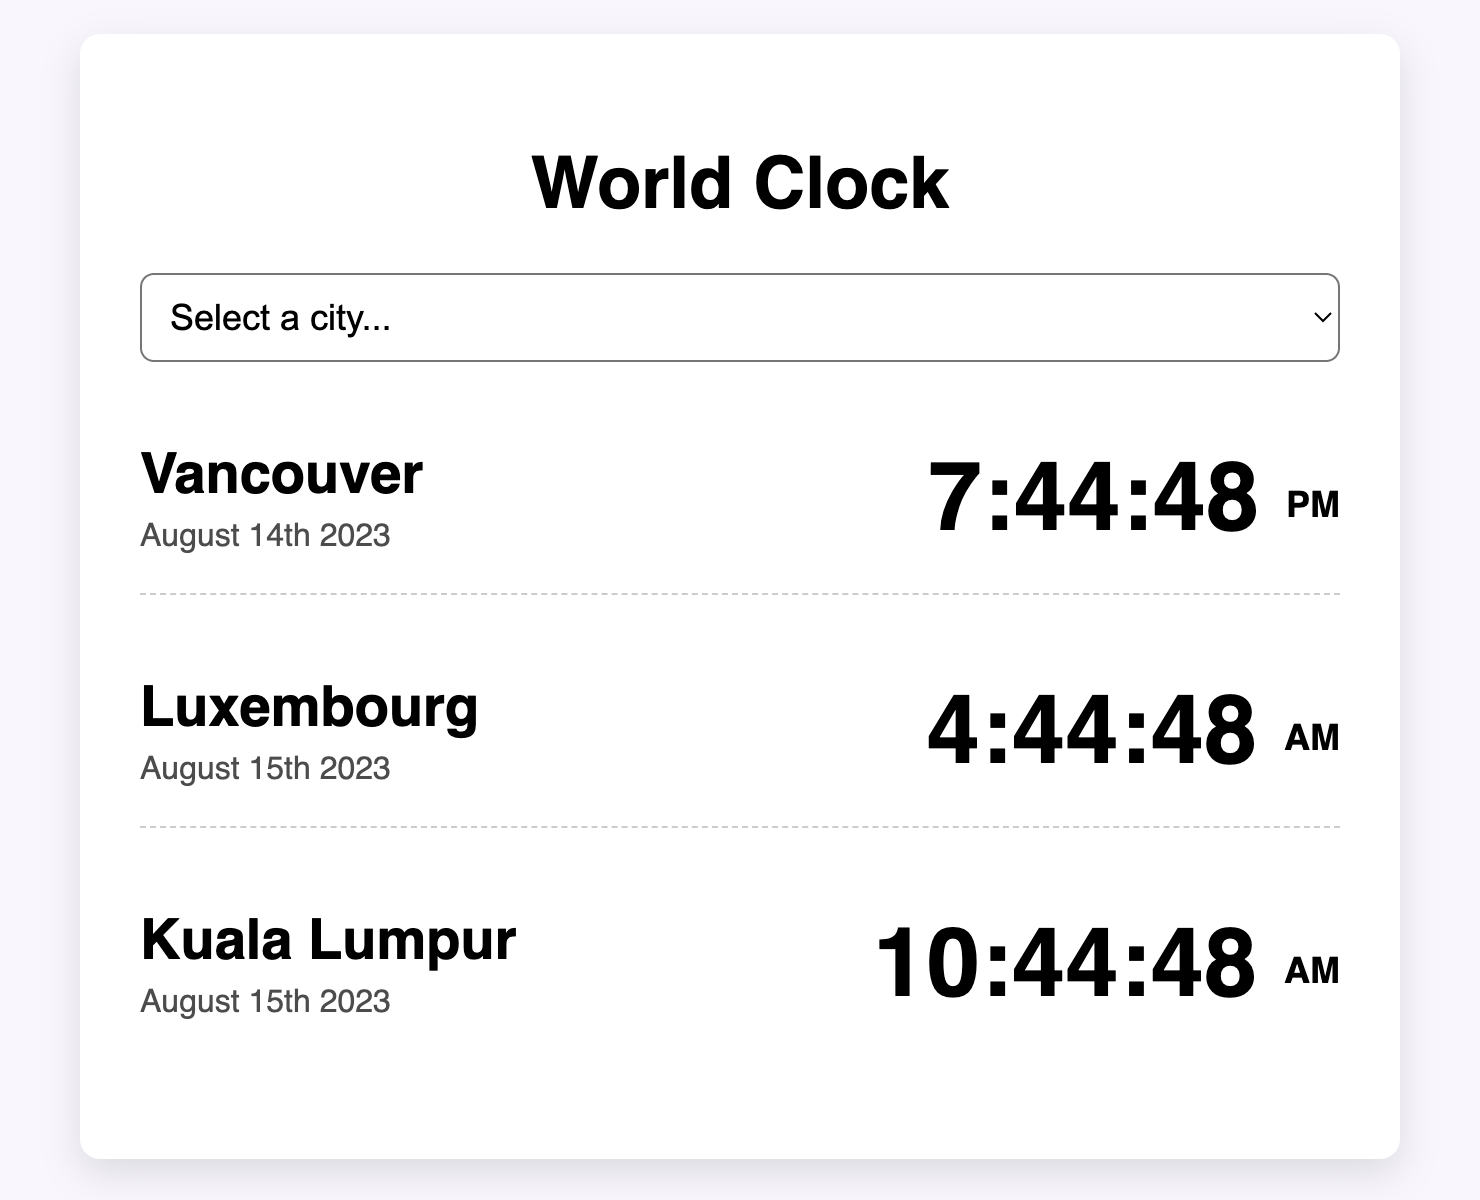 World Clock
Select a city...
Vancouver
7:44:48 PM
August 14th 2023
Luxembourg
4:44:48 AM
August 15th 2023
Kuala Lumpur
10:44:48 AM
August 15th 2023